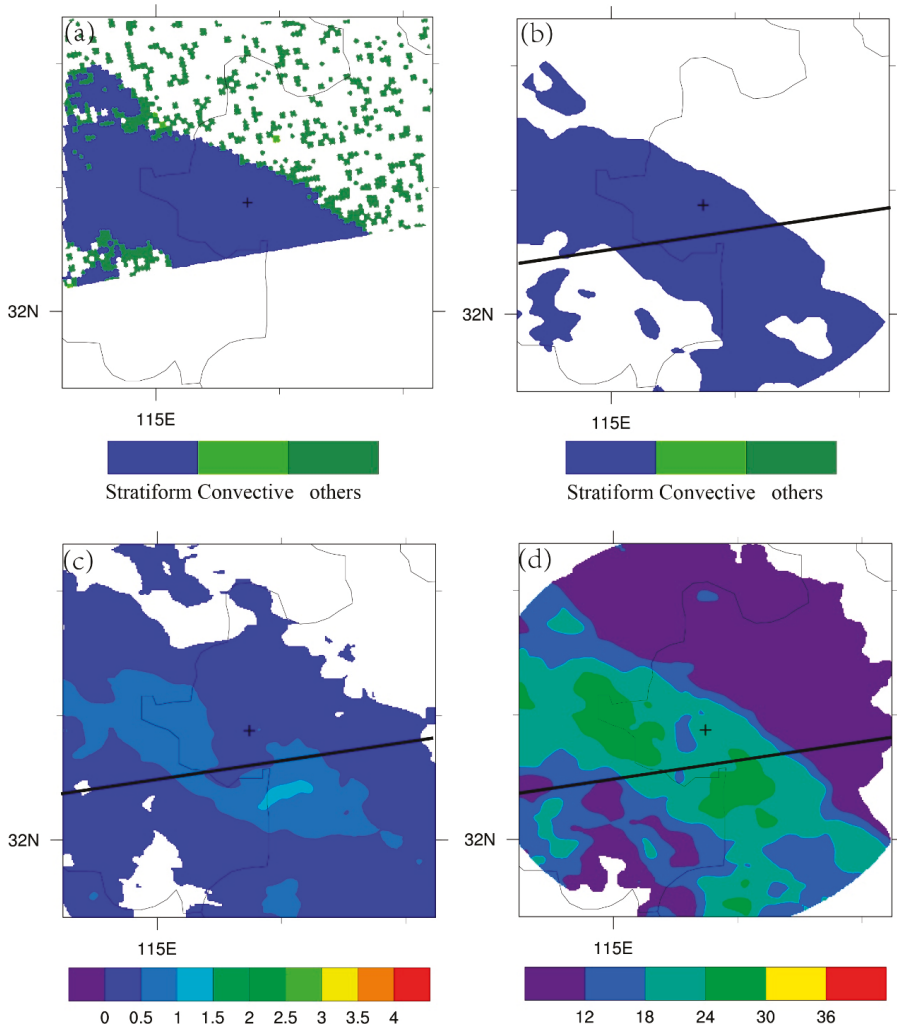 (a) (b)
32N 32N
115E 115E
Stratiform Convective others Stratiform Convective others
(c) (d)
32N 32N
115E 115E
0 0.5 1 1.5 2 2.5 3 3.5 4 12 18 24 30 36